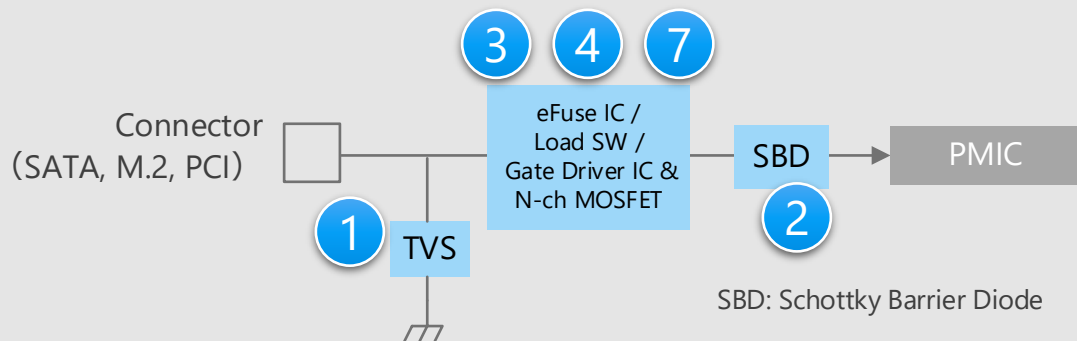 3 4 7
Connector
（SATA, M.2, PCI）
eFuse IC /
Load SW /
Gate Driver IC &
N-ch MOSFET
SBD
PMIC
1
TVS
2
SBD: Schottky Barrier Diode